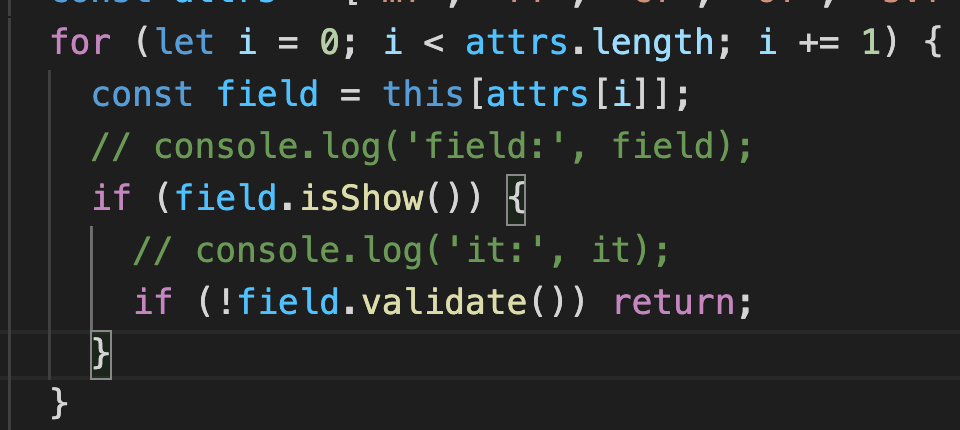 for (let i = 0; i < attrs.length; i += 1) {
const field = this[attrs[i]];
// console.log('field:', field);
if (field.isShow()) {
// console.log('it:', it);
if (!field.validate()) return;
}
}